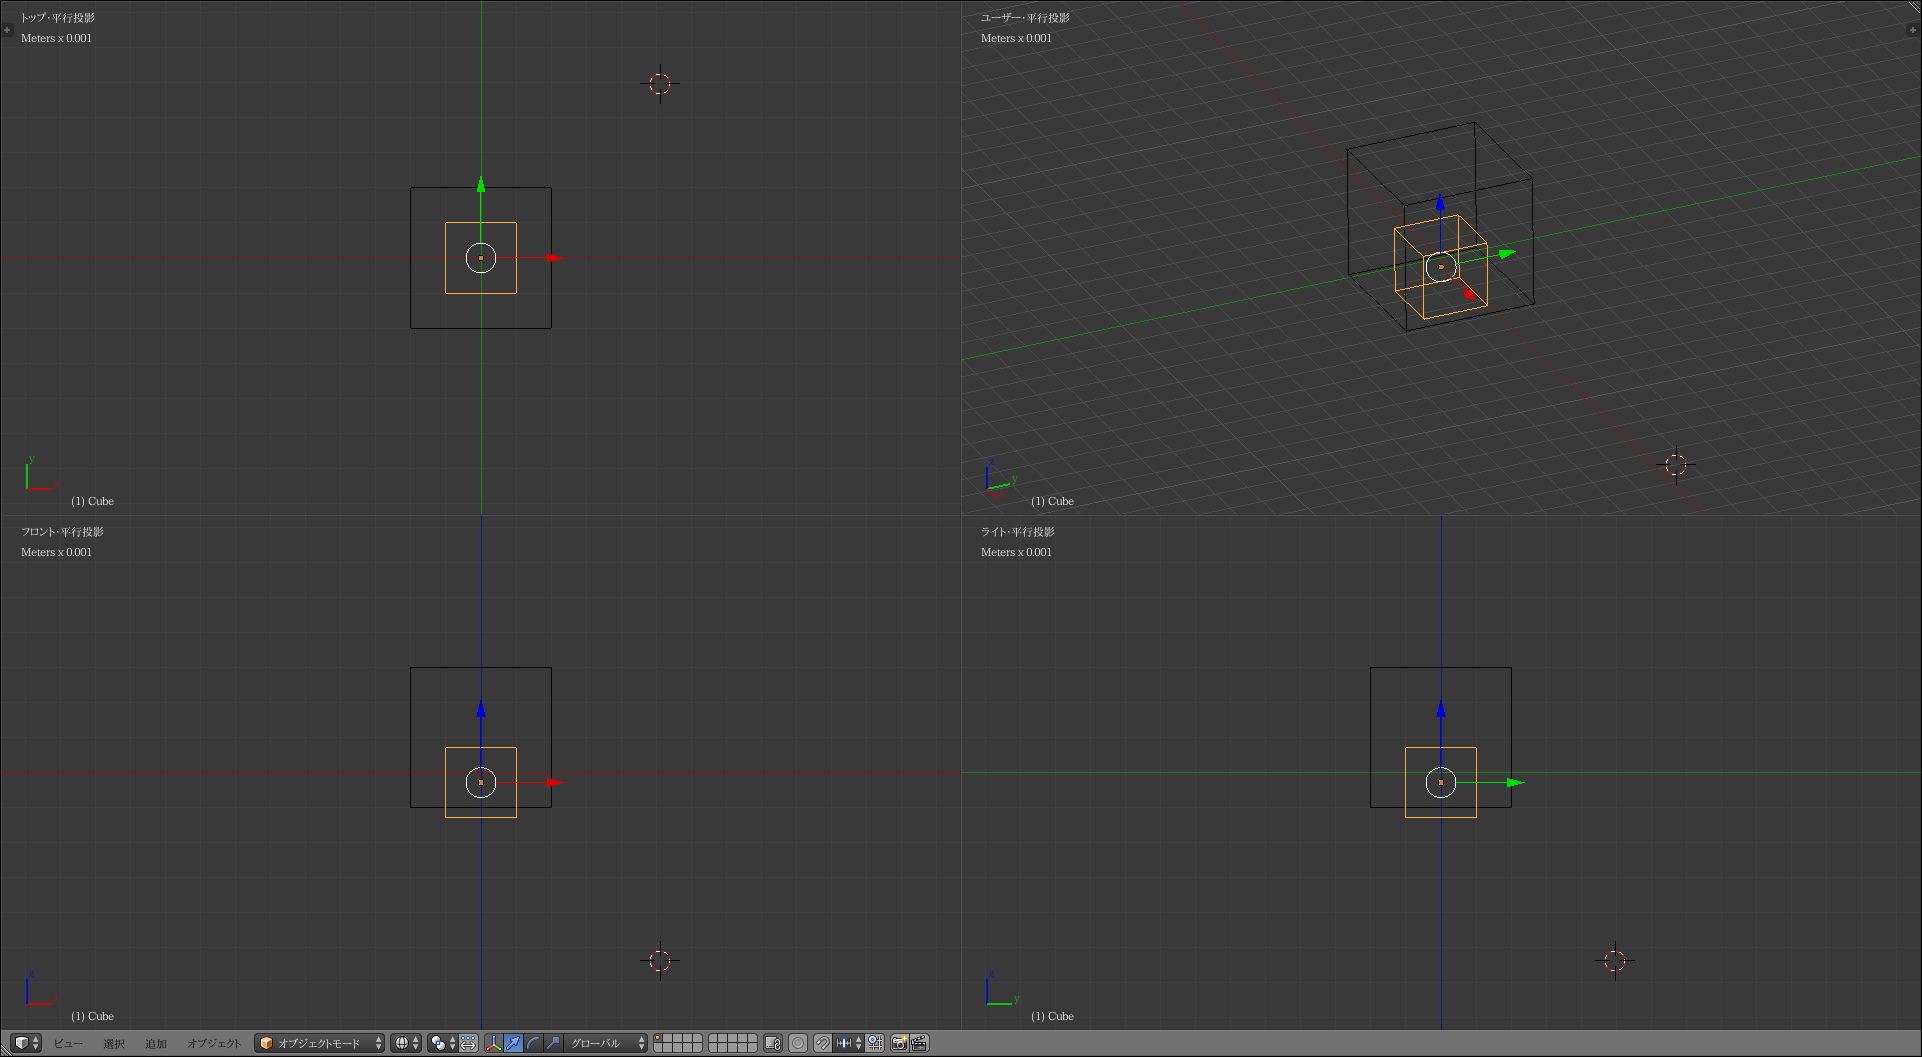 トップ・平行投影
Meters x 0.001
y
(1) Cube
ユーザー・平行投影
Meters x 0.001
z
y
(1) Cube
フロント・平行投影
Meters x 0.001
z
(1) Cube
ライト・平行投影
Meters x 0.001
z
y
(1) Cube
ビュー 選択 追加 オブジェクト オブジェクトモード グローバル